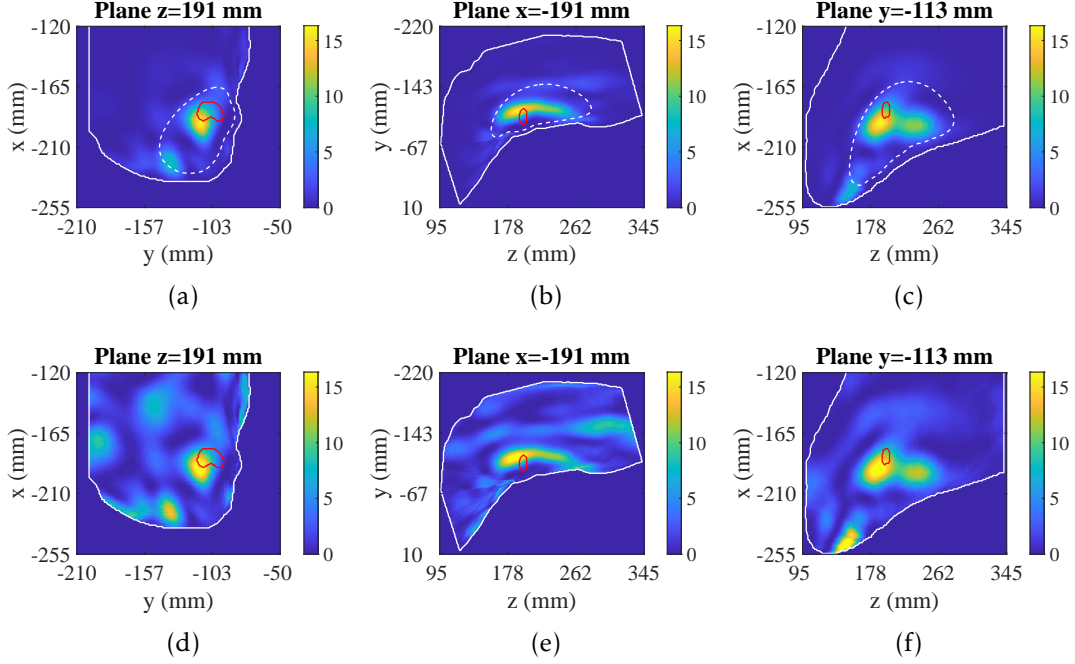 Plane z=191 mm
-120
-165
-210
-255
x (mm)
-210 -157 -103 -50
y (mm)
15
10
5
0
(a)
Plane x=-191 mm
-220
-143
-67
10
y (mm)
95 178 262 345
z (mm)
15
10
5
0
(b)
Plane y=-113 mm
-120
-165
-210
-255
x (mm)
95 178 262 345
z (mm)
15
10
5
0
(c)
Plane z=191 mm
-120
-165
-210
-255
x (mm)
-210 -157 -103 -50
y (mm)
15
10
5
0
(d)
Plane x=-191 mm
-220
-143
-67
10
y (mm)
95 178 262 345
z (mm)
15
10
5
0
(e)
Plane y=-113 mm
-120
-165
-210
-255
x (mm)
95 178 262 345
z (mm)
15
10
5
0
(f)